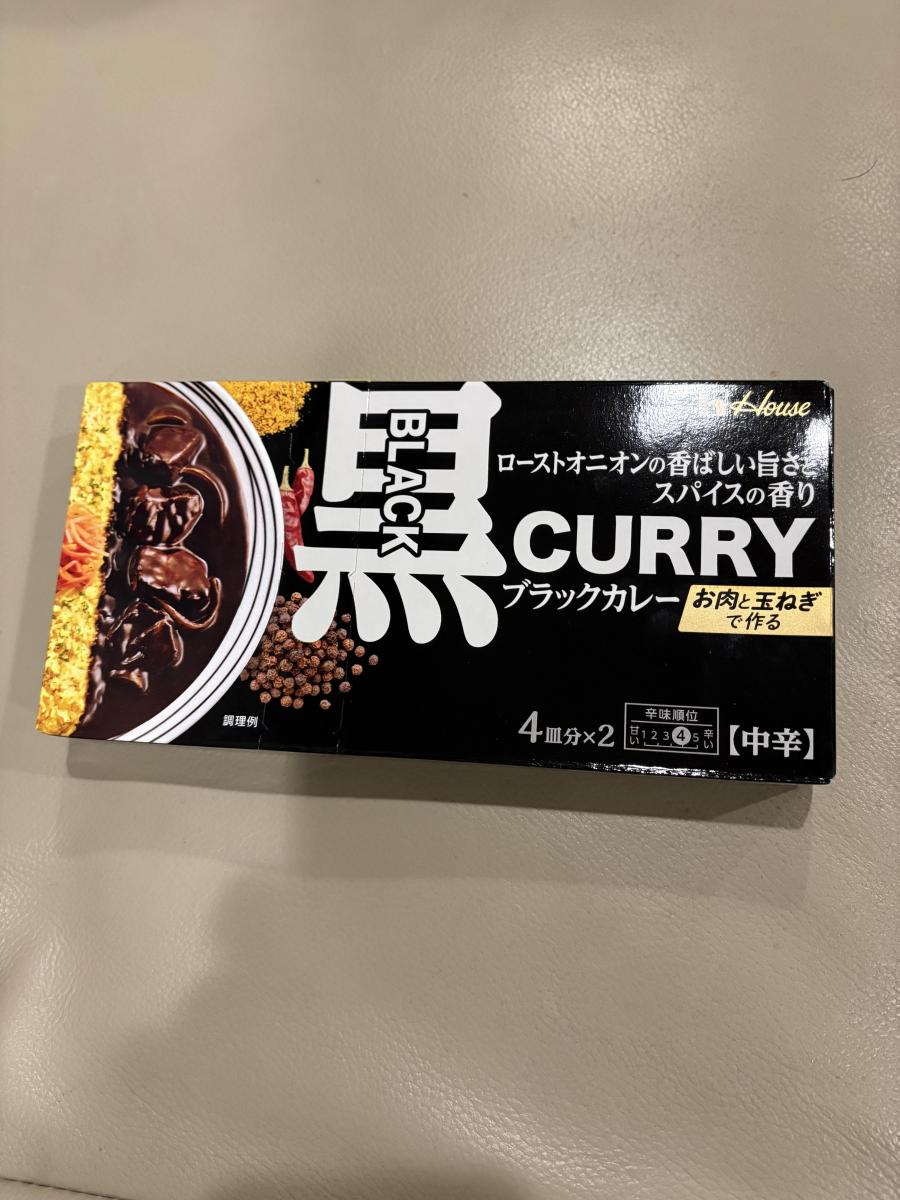 House
黒
BLACK
ローストオニオンの香ばしい旨さと
スパイスの香り
CURRY
ブラックカレー
お肉と玉ねぎ
で作る
調理例
4皿分×2
辛味順位
甘い 1 2 3 4 5 辛い
【中辛】